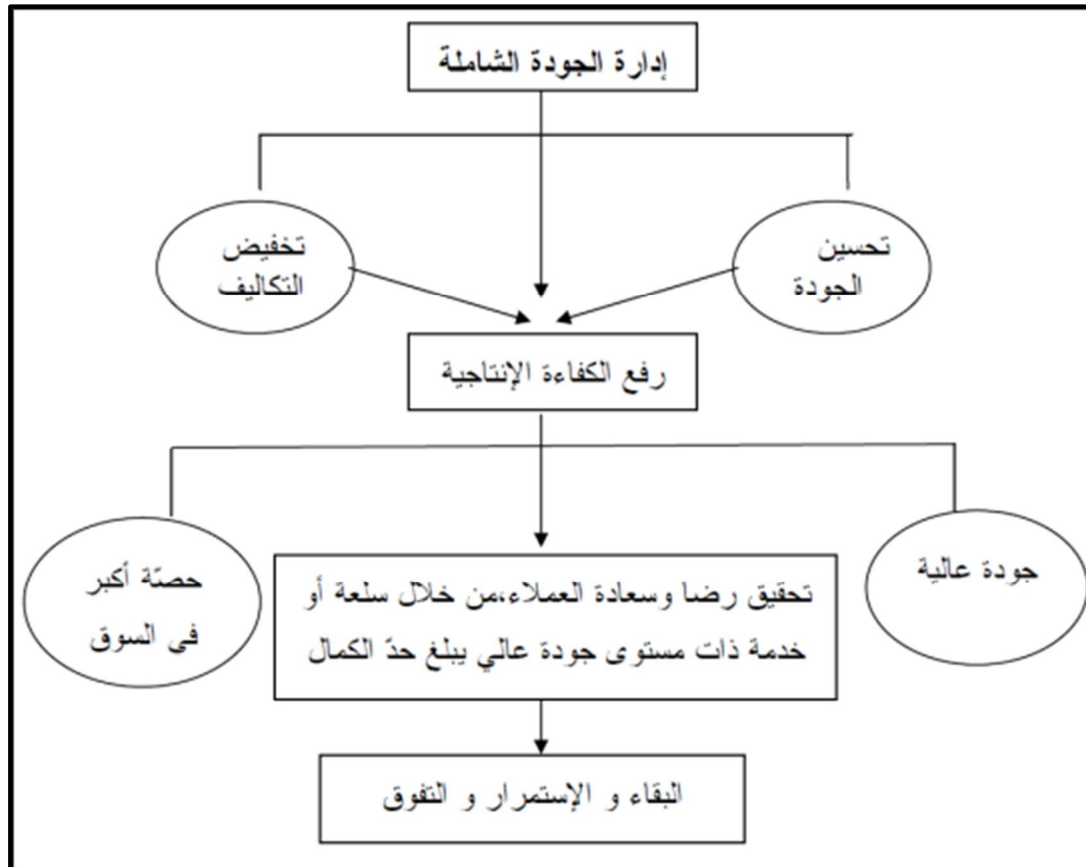 إدارة الجودة الشاملة
تحسين
الجودة
تخفيض
التكاليف
رفع الكفاءة الإنتاجية
جودة عالية
تحقيق رضا وسعادة العملاء،من خلال سلعة أو
خدمة ذات مستوى جودة عالي يبلغ حدّ الكمال
حصّة أكبر
في السوق
البقاء و الإستمرار و التفوق